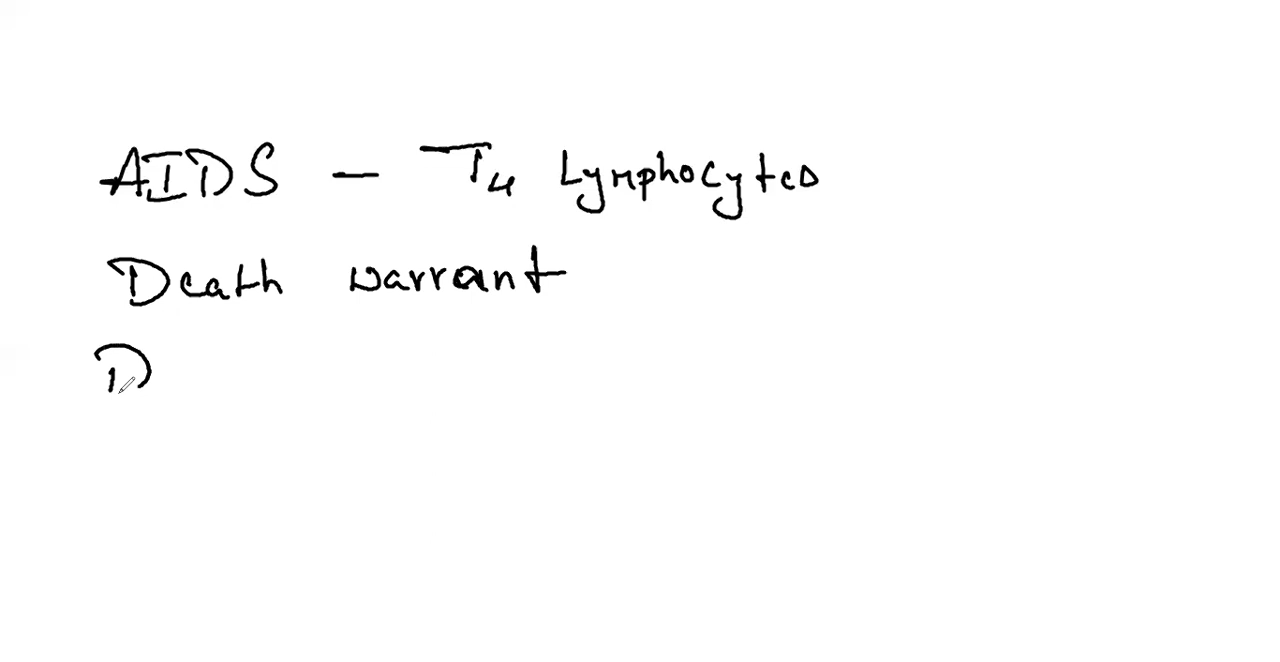 AIDS – T4 Lymphocytes
Death warrant
D